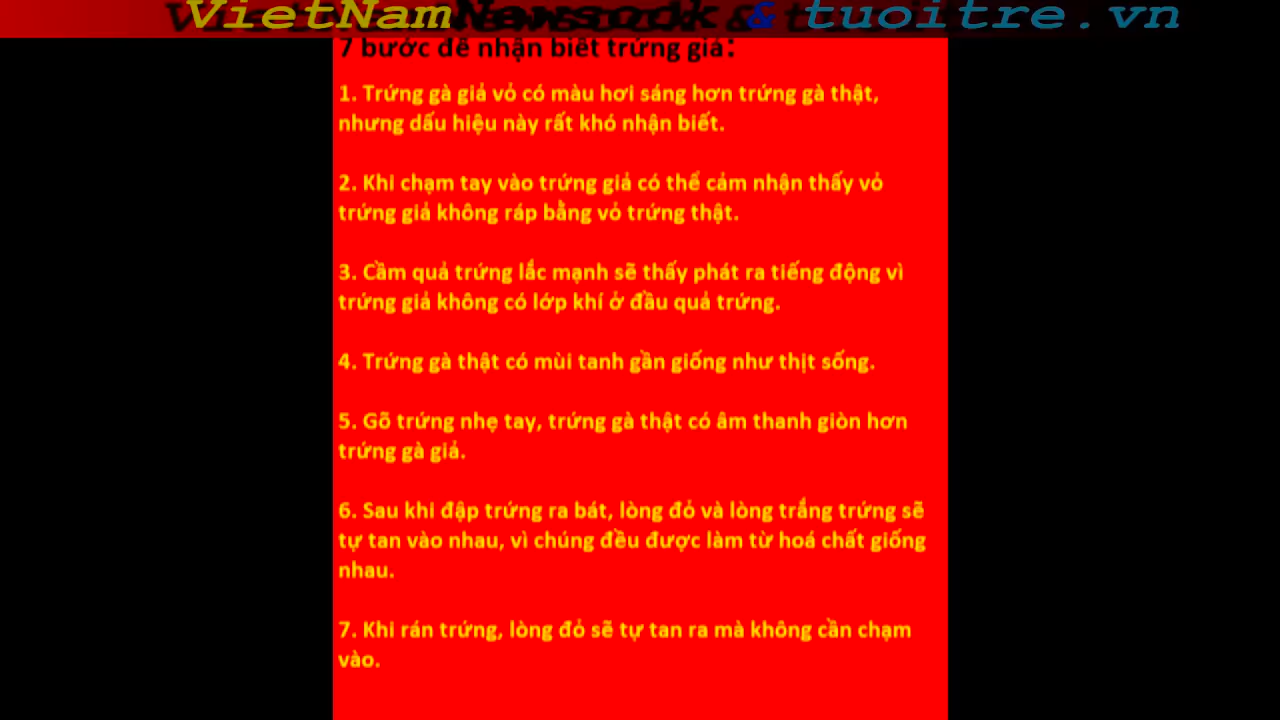 VietNamNewsook & tuoitre.vn
7 bước để nhận biết trứng giả:
1. Trứng gà giả vỏ có màu hơi sáng hơn trứng gà thật,
nhưng dấu hiệu này rất khó nhận biết.
2. Khi chạm tay vào trứng giả có thể cảm nhận thấy vỏ
trứng giả không ráp bằng vỏ trứng thật.
3. Cầm quả trứng lắc mạnh sẽ thấy phát ra tiếng động vì
trứng giả không có lớp khí ở đầu quả trứng.
4. Trứng gà thật có mùi tanh gần giống như thịt sống.
5. Gõ trứng nhẹ tay, trứng gà thật có âm thanh giòn hơn
trứng gà giả.
6. Sau khi đập trứng ra bát, lòng đỏ và lòng trắng trứng sẽ
tự tan vào nhau, vì chúng đều được làm từ hoá chất giống
nhau.
7. Khi rán trứng, lòng đỏ sẽ tự tan ra mà không cần chạm
vào.